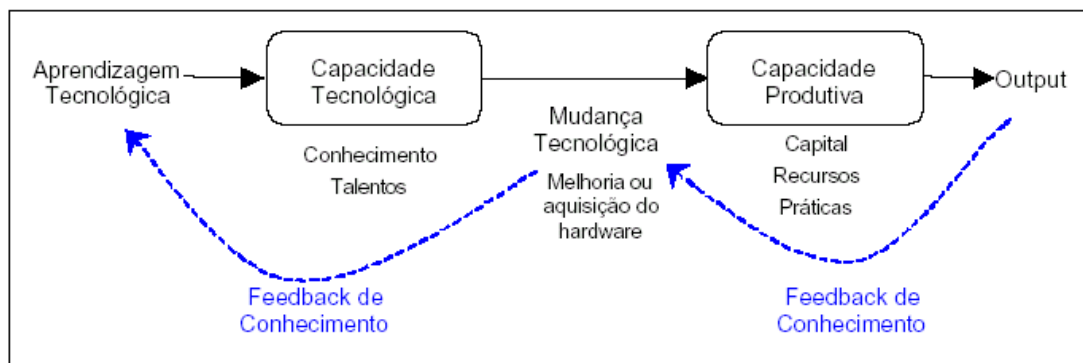 Aprendizagem
Tecnológica
Capacidade
Tecnológica
Conhecimento
Talentos
Mudança
Tecnológica
Melhoria ou
aquisição do
hardware
Capacidade
Produtiva
Capital
Recursos
Práticas
Output
Feedback de
Conhecimento
Feedback de
Conhecimento